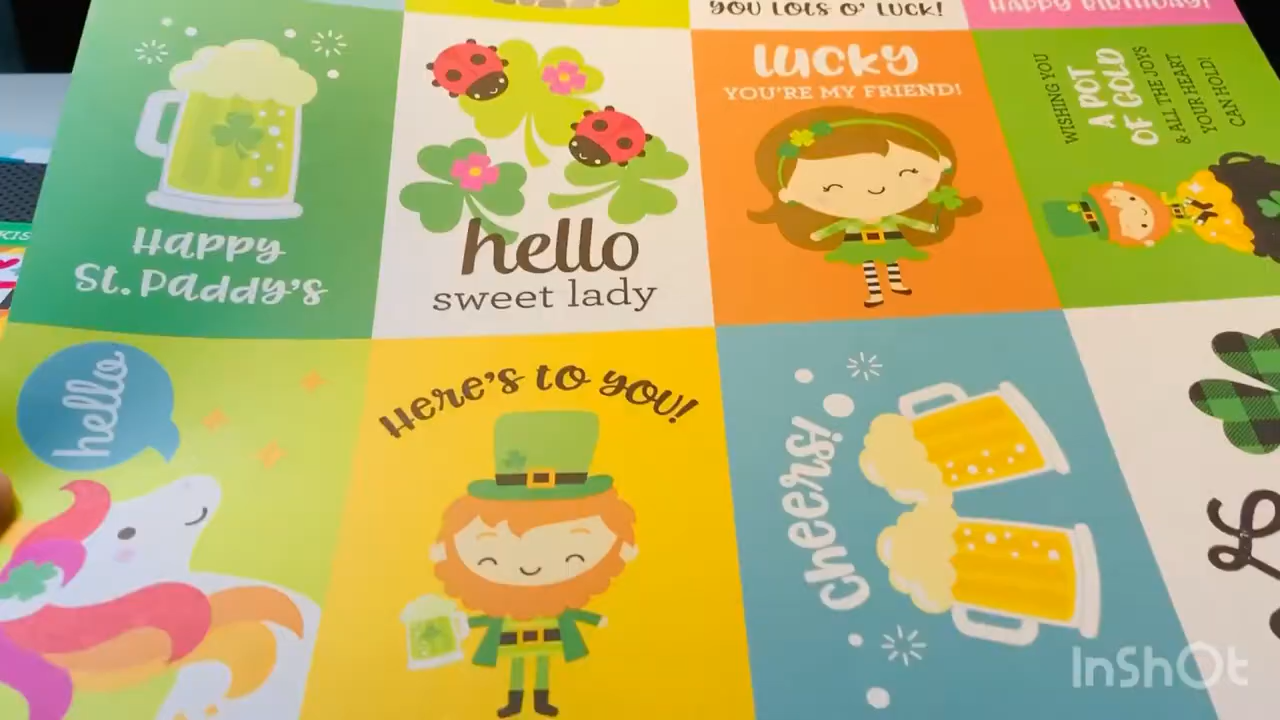 YOU LOTS O' LUCK!
HAPPY BIRTHDAY!
Happy
St. Paddy's
hello
sweet lady
lucky
YOU'RE MY FRIEND!
WISHING YOU
A POT
OF GOLD
& ALL THE JOYS
YOUR HEART
CAN HOLD!
KIS
hello
Here's to you!
cheers!
InShOt